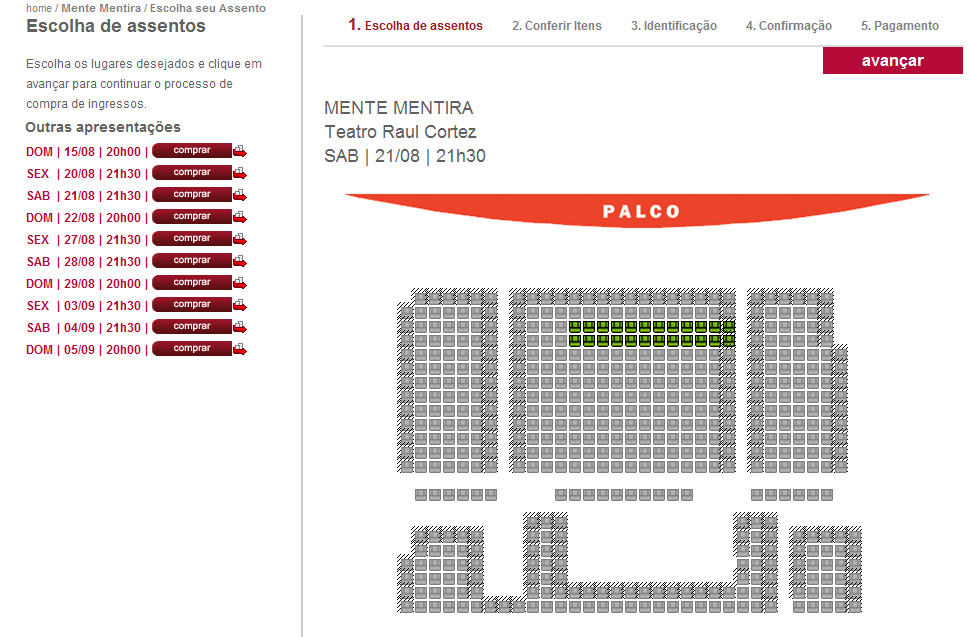 home / Mente Mentira / Escolha seu Assento
Escolha de assentos
Escolha os lugares desejados e clique em
avançar para continuar o processo de
compra de ingressos.
Outras apresentações
DOM | 15/08 | 20h00 | comprar
SEX | 20/08 | 21h30 | comprar
SAB | 21/08 | 21h30 | comprar
DOM | 22/08 | 20h00 | comprar
SEX | 27/08 | 21h30 | comprar
SAB | 28/08 | 21h30 | comprar
DOM | 29/08 | 20h00 | comprar
SEX | 03/09 | 21h30 | comprar
SAB | 04/09 | 21h30 | comprar
DOM | 05/09 | 20h00 | comprar
1. Escolha de assentos 2. Conferir Itens 3. Identificação 4. Confirmação 5. Pagamento
avançar
MENTE MENTIRA
Teatro Raul Cortez
SAB | 21/08 | 21h30
PALCO